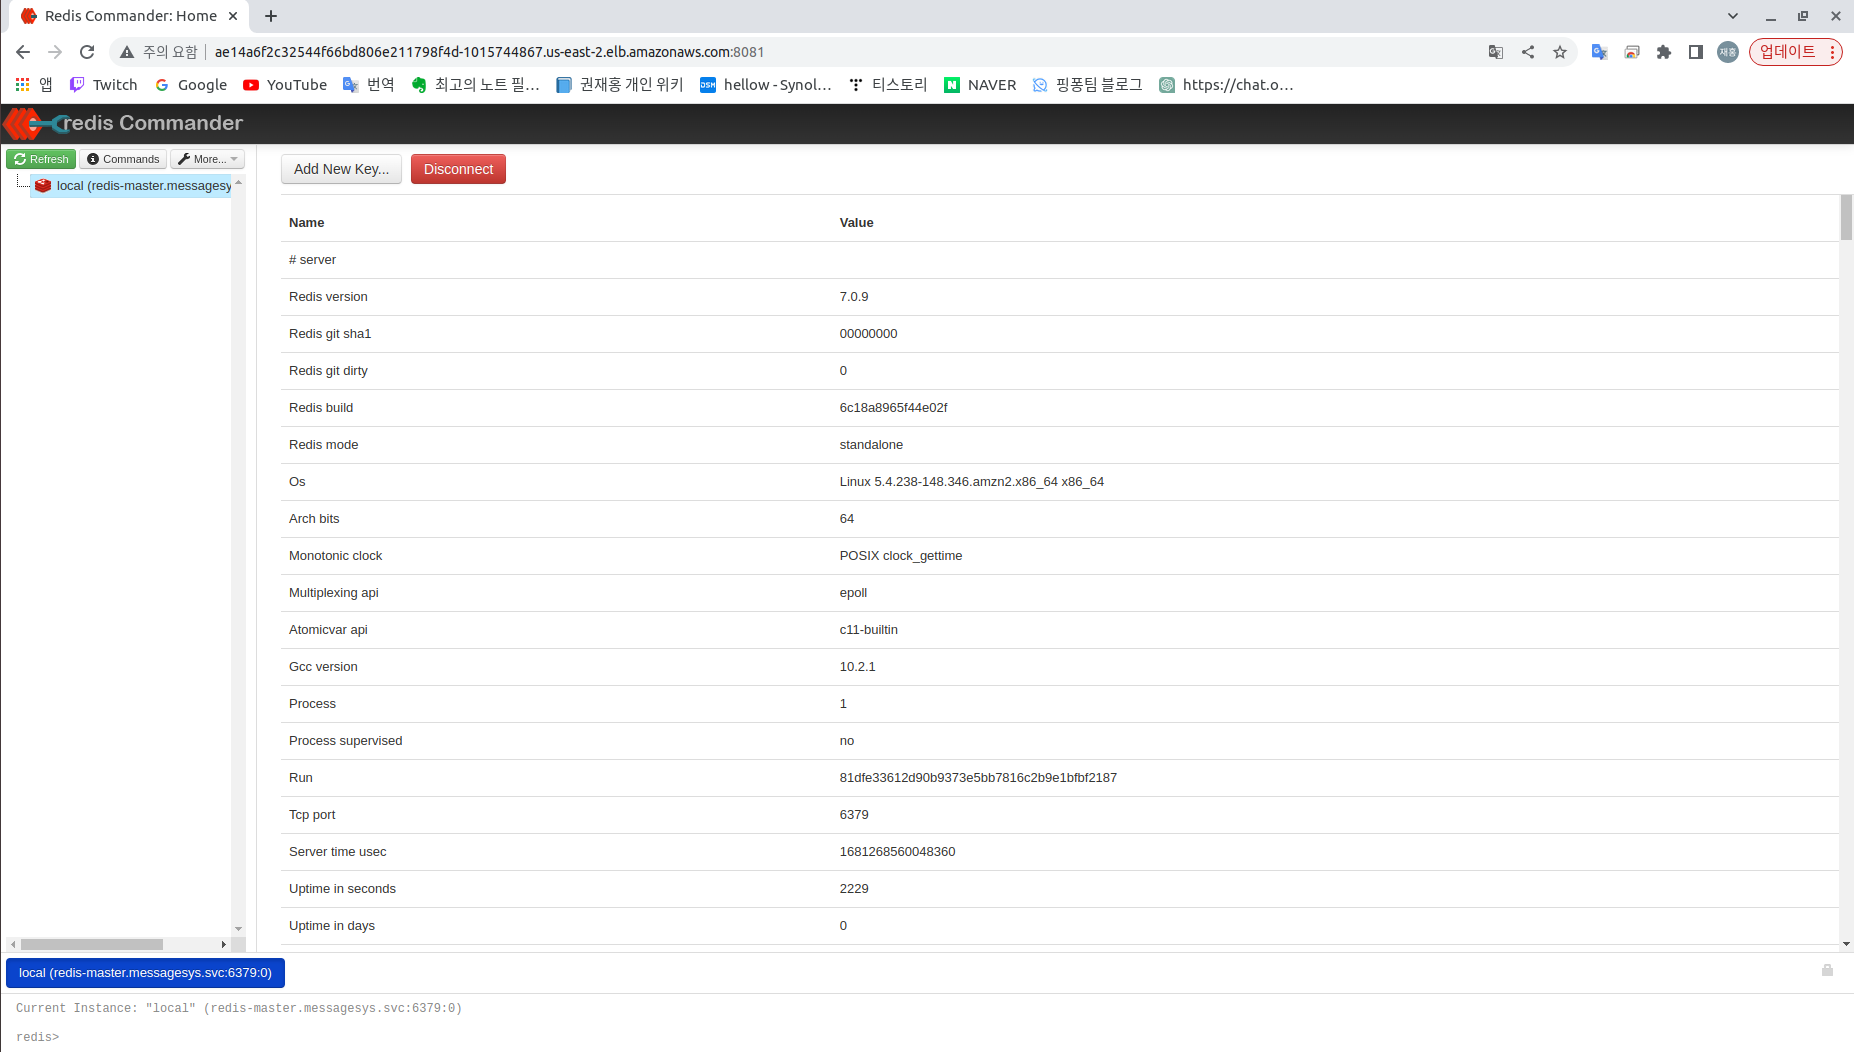 Redis Commander: Home
주의 요함
ae14a6f2c32544f66bd806e211798f4d-1015744867.us-east-2.elb.amazonaws.com:8081
재홍
업데이트
앱
Twitch
Google
YouTube
번역
최고의 노트 필...
권재홍 개인 위키
DSM
hellow - Synol...
티스토리
NAVER
핑퐁팀 블로그
https://chat.o...
redis Commander
Refresh
Commands
More...
local (redis-master.messagesy
Add New Key...
Disconnect
Name Value
# server
Redis version 7.0.9
Redis git sha1 00000000
Redis git dirty 0
Redis build 6c18a8965f44e02f
Redis mode standalone
Os Linux 5.4.238-148.346.amzn2.x86_64 x86_64
Arch bits 64
Monotonic clock POSIX clock_gettime
Multiplexing api epoll
Atomicvar api c11-builtin
Gcc version 10.2.1
Process 1
Process supervised no
Run 81dfe33612d90b9373e5bb7816c2b9e1bfbf2187
Tcp port 6379
Server time usec 1681268560048360
Uptime in seconds 2229
Uptime in days 0
local (redis-master.messagesys.svc:6379:0)
Current Instance: "local" (redis-master.messagesys.svc:6379:0)
redis>